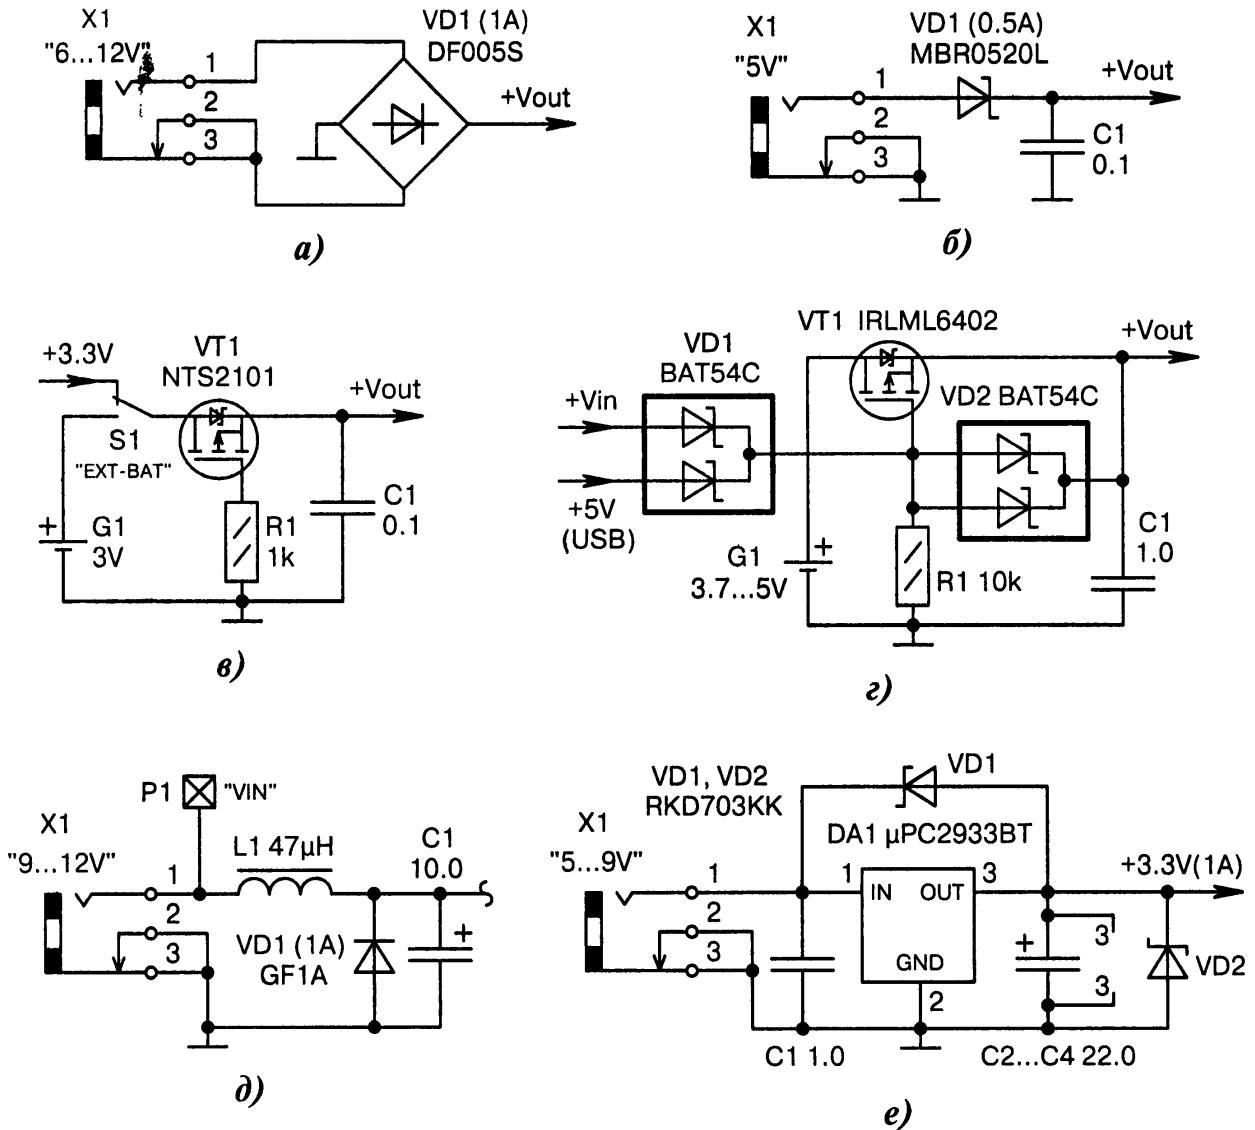 X1
"6...12V"
1
2
3
VD1 (1A)
DF005S
+Vout
а)
X1
"5V"
1
2
3
VD1 (0.5A)
MBR0520L
+Vout
C1
0.1
б)
+3.3V
VT1
NTS2101
+Vout
S1
"EXT-BAT"
+
G1
3V
R1
1k
C1
0.1
в)
VT1 IRLML6402
+Vout
VD1
BAT54C
+Vin
+5V
(USB)
VD2 BAT54C
G1
+
3.7...5V
R1 10k
C1
1.0
г)
P1
"VIN"
X1
"9...12V"
1
2
3
L1 47µH
C1
10.0
+
VD1 (1A)
GF1A
д)
VD1, VD2
RKD703KK
VD1
X1
"5...9V"
1
2
3
DA1 µPC2933BT
1
IN
OUT
3
GND
2
+3.3V(1A)
+
3
3
VD2
C1 1.0
C2...C4 22.0
е)